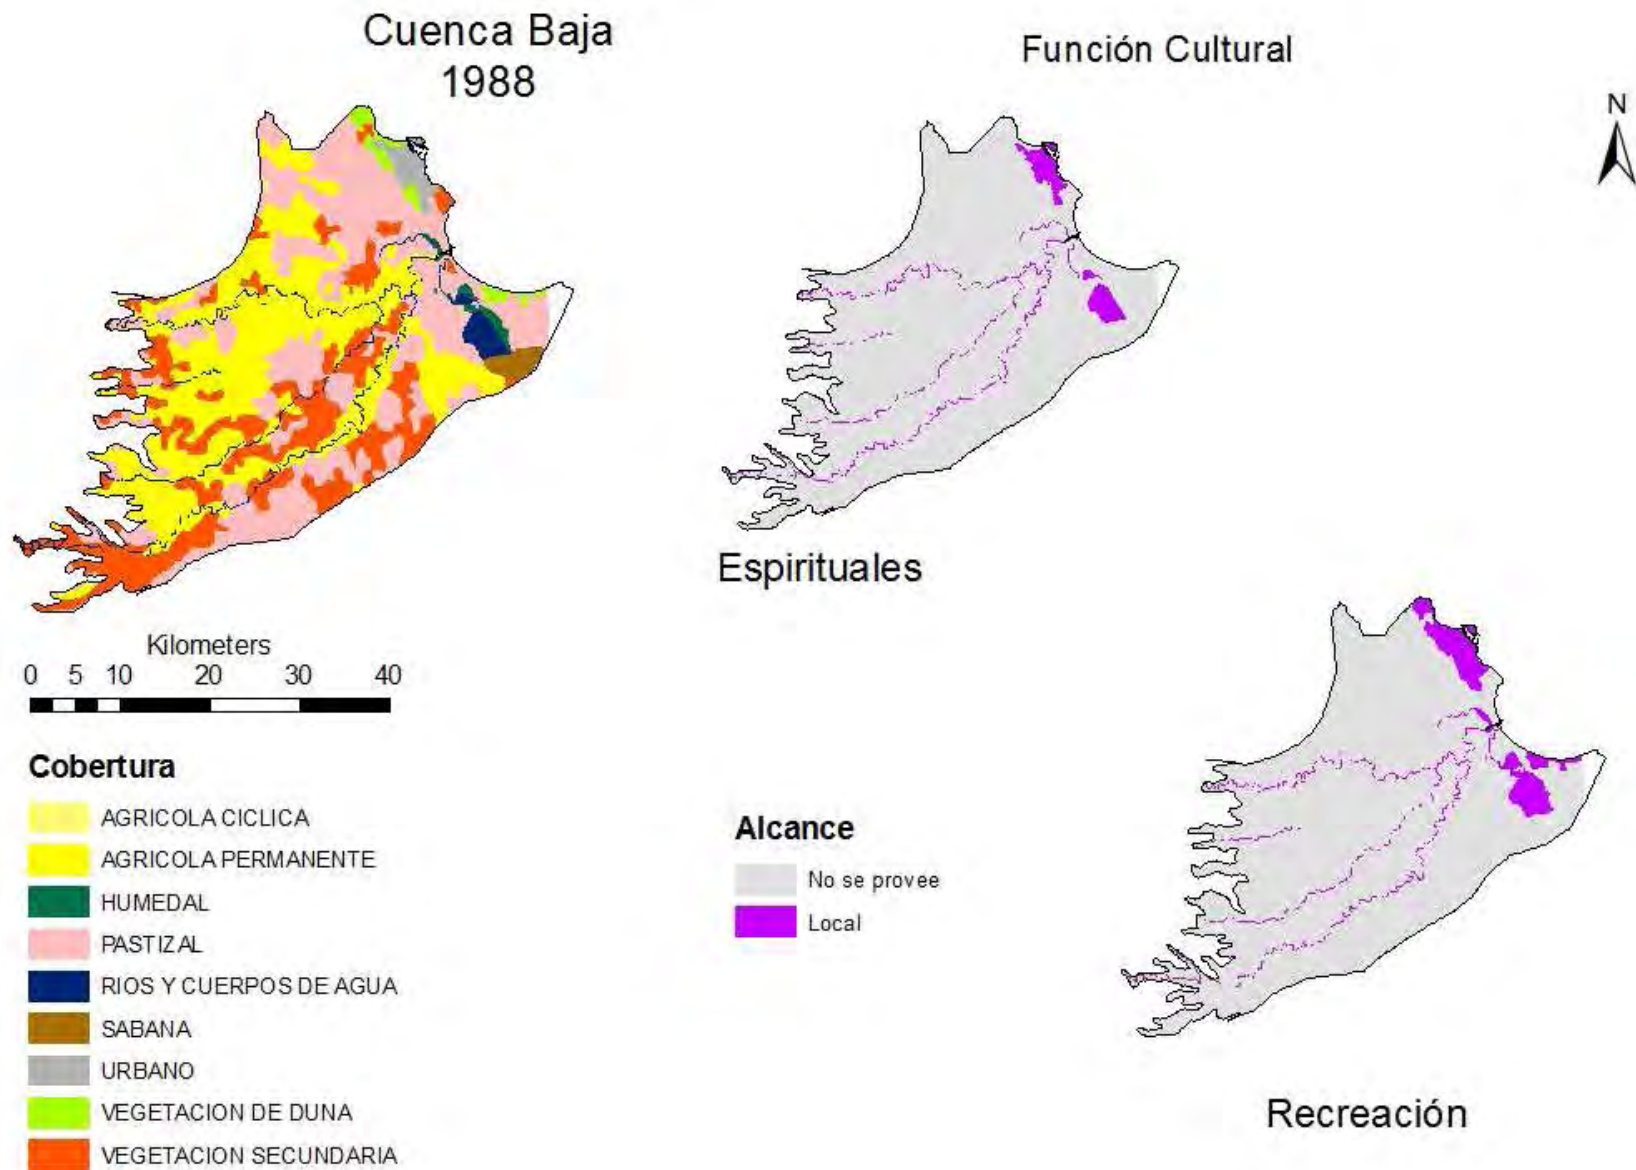 Cuenca Baja
1988
Función Cultural
N
Espirituales
Kilometers
0 5 10 20 30 40
Cobertura
AGRICOLA CICLICA
AGRICOLA PERMANENTE
HUMEDAL
PASTIZAL
RIOS Y CUERPOS DE AGUA
SABANA
URBANO
VEGETACION DE DUNA
VEGETACION SECUNDARIA
Alcance
No se provee
Local
Recreación